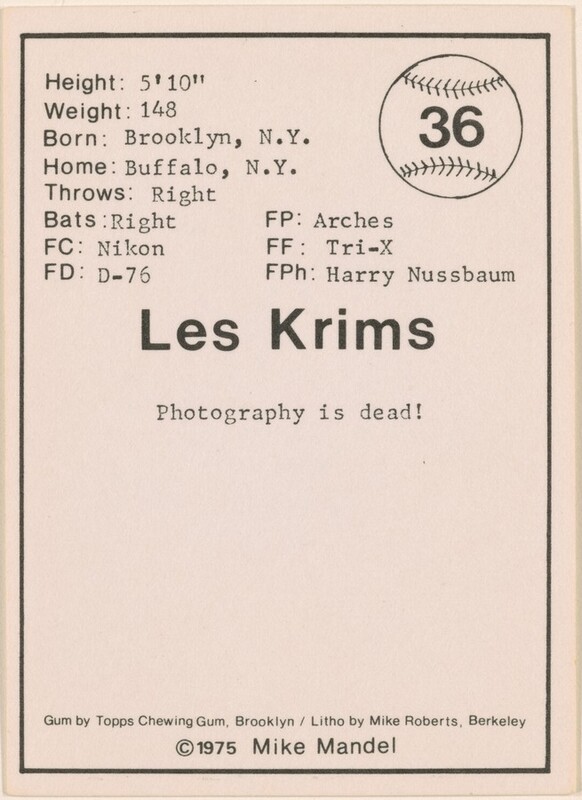 Height: 5'10"
Weight: 148
36
Born: Brooklyn, N.Y.
Home: Buffalo, N.Y.
Throws: Right
Bats: Right FP: Arches
FC: Nikon FF: Tri-X
FD: D-76 FPh: Harry Nussbaum
Les Krims
Photography is dead!
Gum by Topps Chewing Gum, Brooklyn / Litho by Mike Roberts, Berkeley
©1975 Mike Mandel